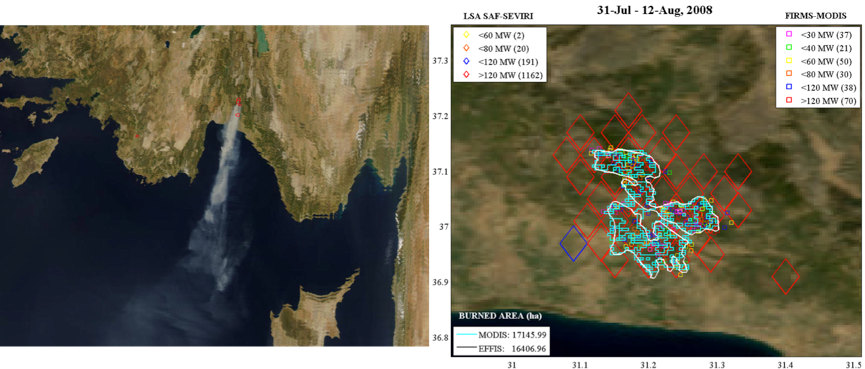 31-Jul - 12-Aug, 2008
LSA SAF-SEVIRI
<60 MW (2)
<80 MW (20)
<120 MW (191)
>120 MW (1162)
FIRMS-MODIS
<30 MW (37)
<40 MW (21)
<60 MW (50)
<80 MW (30)
<120 MW (38)
>120 MW (70)
37.3
37.2
37.1
37
36.9
36.8
BURNED AREA (ha)
MODIS: 17145.99
EFFIS: 16406.96
31
31.1
31.2
31.3
31.4
31.5